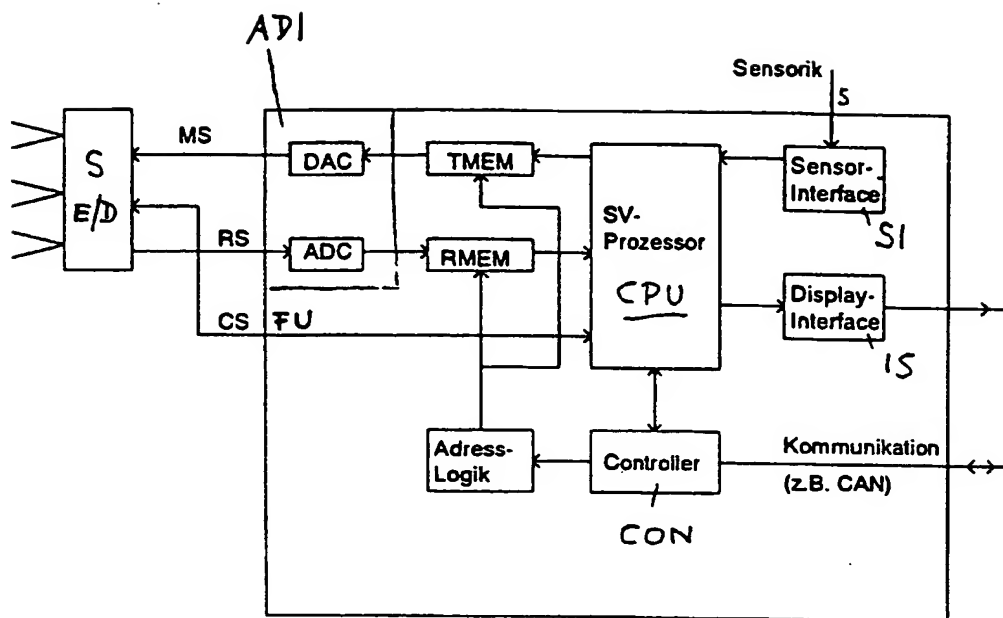 ADI
Sensorik
S
MS
S
E/D
DAC
TMEM
SV-
Prozessor
CPU
Sensor-
Interface
SI
RS
ADC
RMEM
CS
FU
Display-
Interface
IS
Adress-
Logik
Controller
CON
Kommunikation
(z.B. CAN)